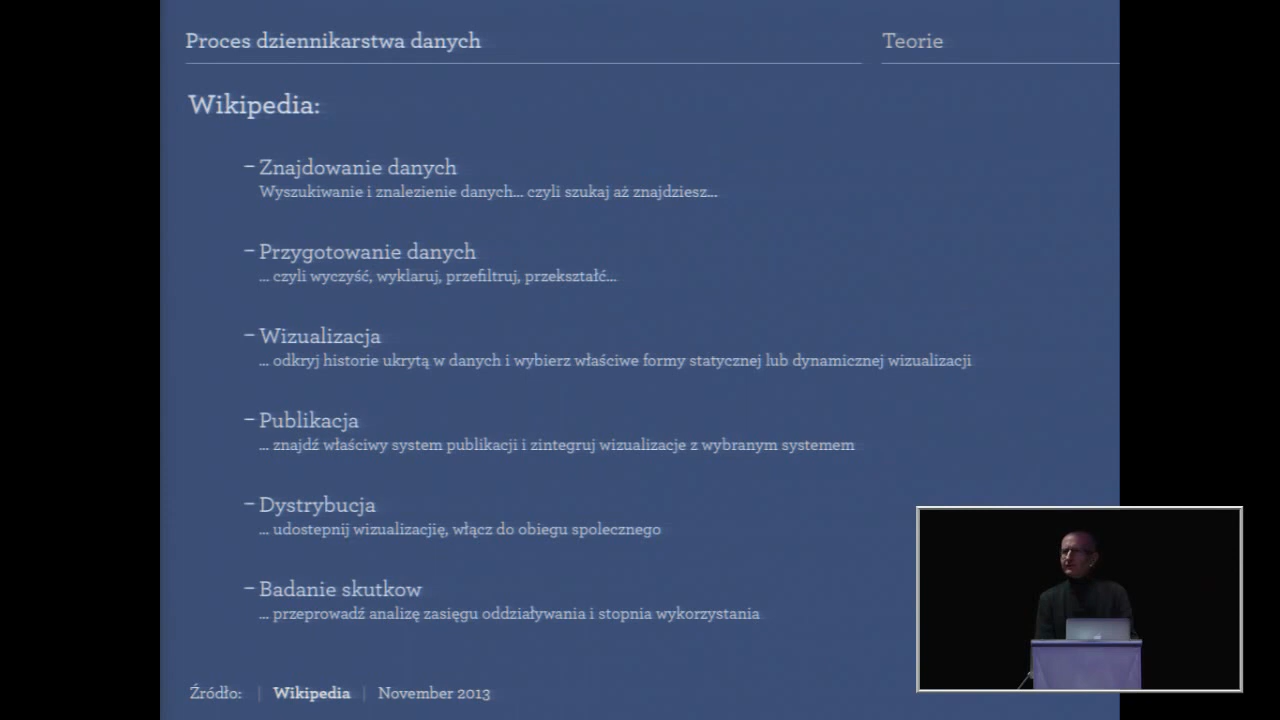 Proces dziennikarstwa danych
Teorie
Wikipedia:
– Znajdowanie danych
Wyszukiwanie i znalezienie danych... czyli szukaj aż znajdziesz...
– Przygotowanie danych
... czyli wyczyść, wyklaruj, przefiltruj, przekształć...
– Wizualizacja
... odkryj historie ukrytą w danych i wybierz właściwe formy statycznej lub dynamicznej wizualizacji
– Publikacja
... znajdź właściwy system publikacji i zintegruj wizualizacje z wybranym systemem
– Dystrybucja
... udostepnij wizualizacjię, włącz do obiegu spolecznego
– Badanie skutkow
... przeprowadź analizę zasięgu oddziaływania i stopnia wykorzystania
Źródło: | Wikipedia | November 2013